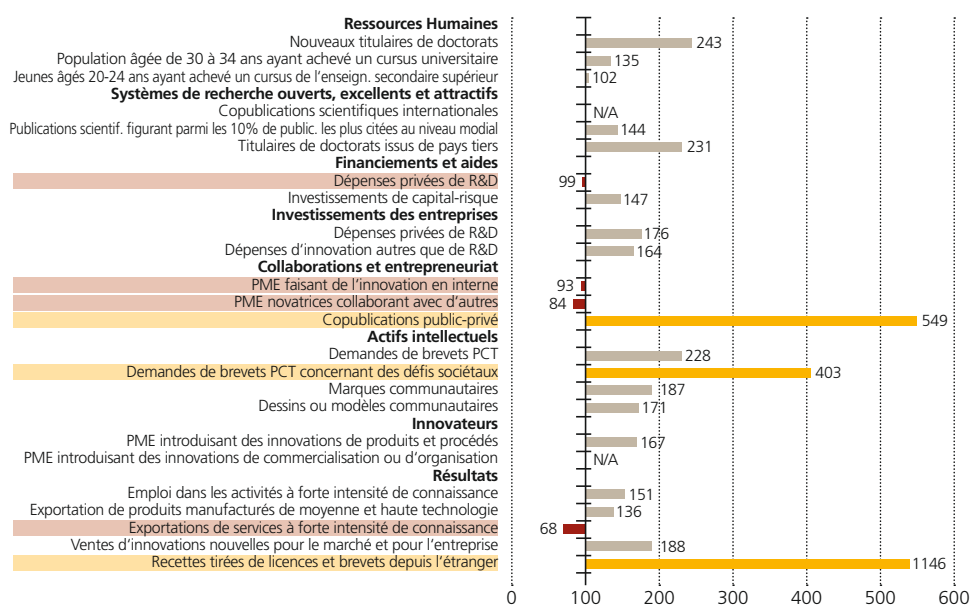 Ressources Humaines
Nouveaux titulaires de doctorats 243
Population âgée de 30 à 34 ans ayant achevé un cursus universitaire 135
Jeunes âgés 20-24 ans ayant achevé un cursus de l'enseign. secondaire supérieur 102
Systèmes de recherche ouverts, excellents et attractifs
Copublications scientifiques internationales N/A
Publications scientif. figurant parmi les 10% de public. les plus citées au niveau modial 144
Titulaires de doctorats issus de pays tiers 231
Financements et aides
Dépenses privées de R&D 99
Investissements de capital-risque 147
Investissements des entreprises
Dépenses privées de R&D 176
Dépenses d'innovation autres que de R&D 164
Collaborations et entrepreneuriat
PME faisant de l'innovation en interne 93
PME novatrices collaborant avec d'autres 84
Copublications public-privé 549
Actifs intellectuels
Demandes de brevets PCT 228
Demandes de brevets PCT concernant des défis sociétaux 403
Marques communautaires 187
Dessins ou modèles communautaires 171
Innovateurs
PME introduisant des innovations de produits et procédés 167
PME introduisant des innovations de commercialisation ou d'organisation N/A
Résultats
Emploi dans les activités à forte intensité de connaissance 151
Exportation de produits manufacturés de moyenne et haute technologie 136
Exportations de services à forte intensité de connaissance 68
Ventes d'innovations nouvelles pour le marché et pour l'entreprise 188
Recettes tirées de licences et brevets depuis l'étranger 1146
0 100 200 300 400 500 600